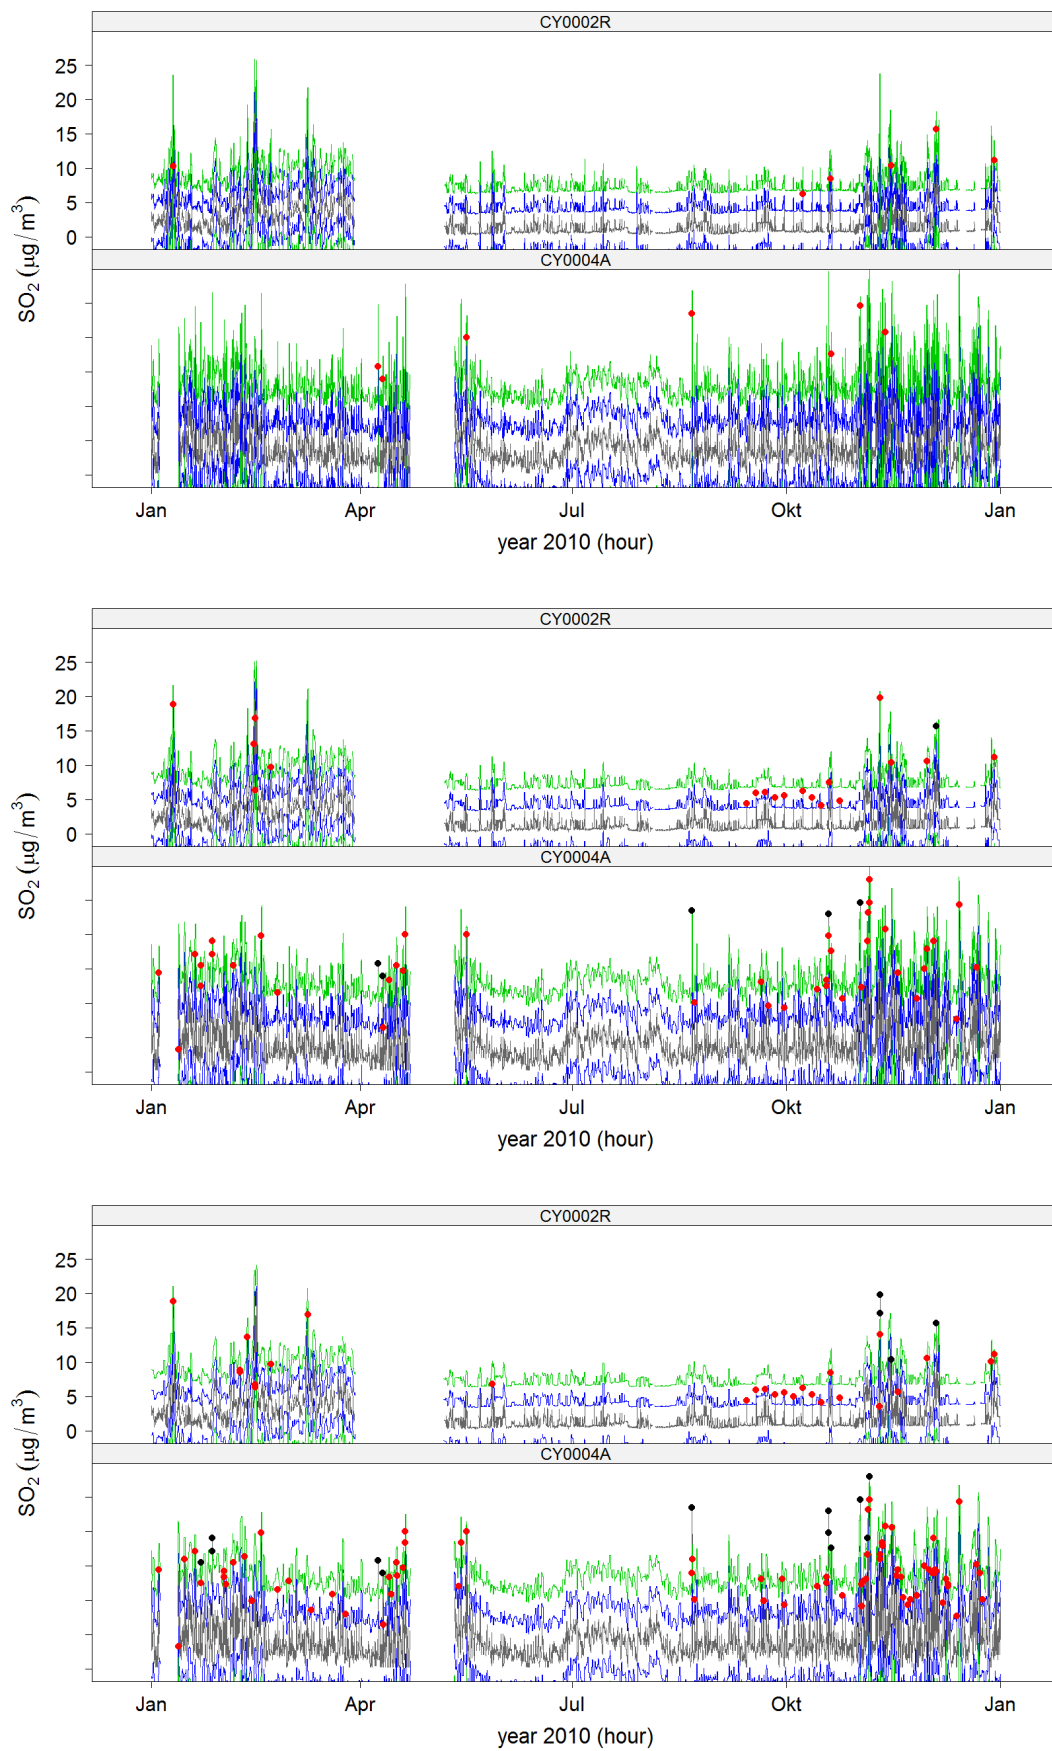 CY0002R
25
20
15
10
5
0
SO2 (μg/m3)
CY0004A
Jan Apr Jul Okt Jan
year 2010 (hour)
CY0002R
25
20
15
10
5
0
SO2 (μg/m3)
CY0004A
Jan Apr Jul Okt Jan
year 2010 (hour)
CY0002R
25
20
15
10
5
0
SO2 (μg/m3)
CY0004A
Jan Apr Jul Okt Jan
year 2010 (hour)